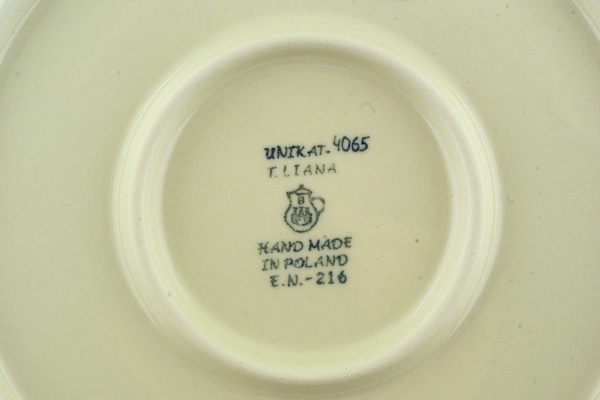 UNIKAT-4065
T. LIANA
B
HAND MADE
IN POLAND
E.N.-216